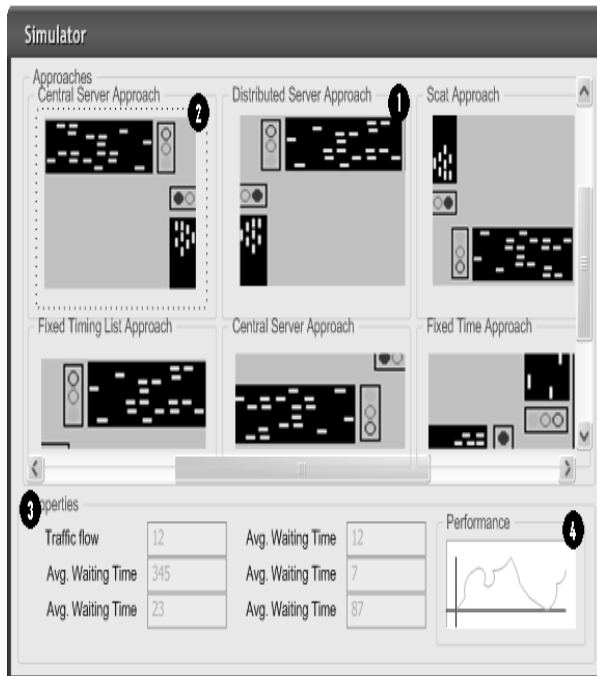 Simulator
Approaches
Central Server Approach
2
Distributed Server Approach
1
Scat Approach
Fixed Timing List Approach
Central Server Approach
Fixed Time Approach
3
operties
Traffic flow 12 Avg. Waiting Time 12
Avg. Waiting Time 345 Avg. Waiting Time 7
Avg. Waiting Time 23 Avg. Waiting Time 87
Performance
4